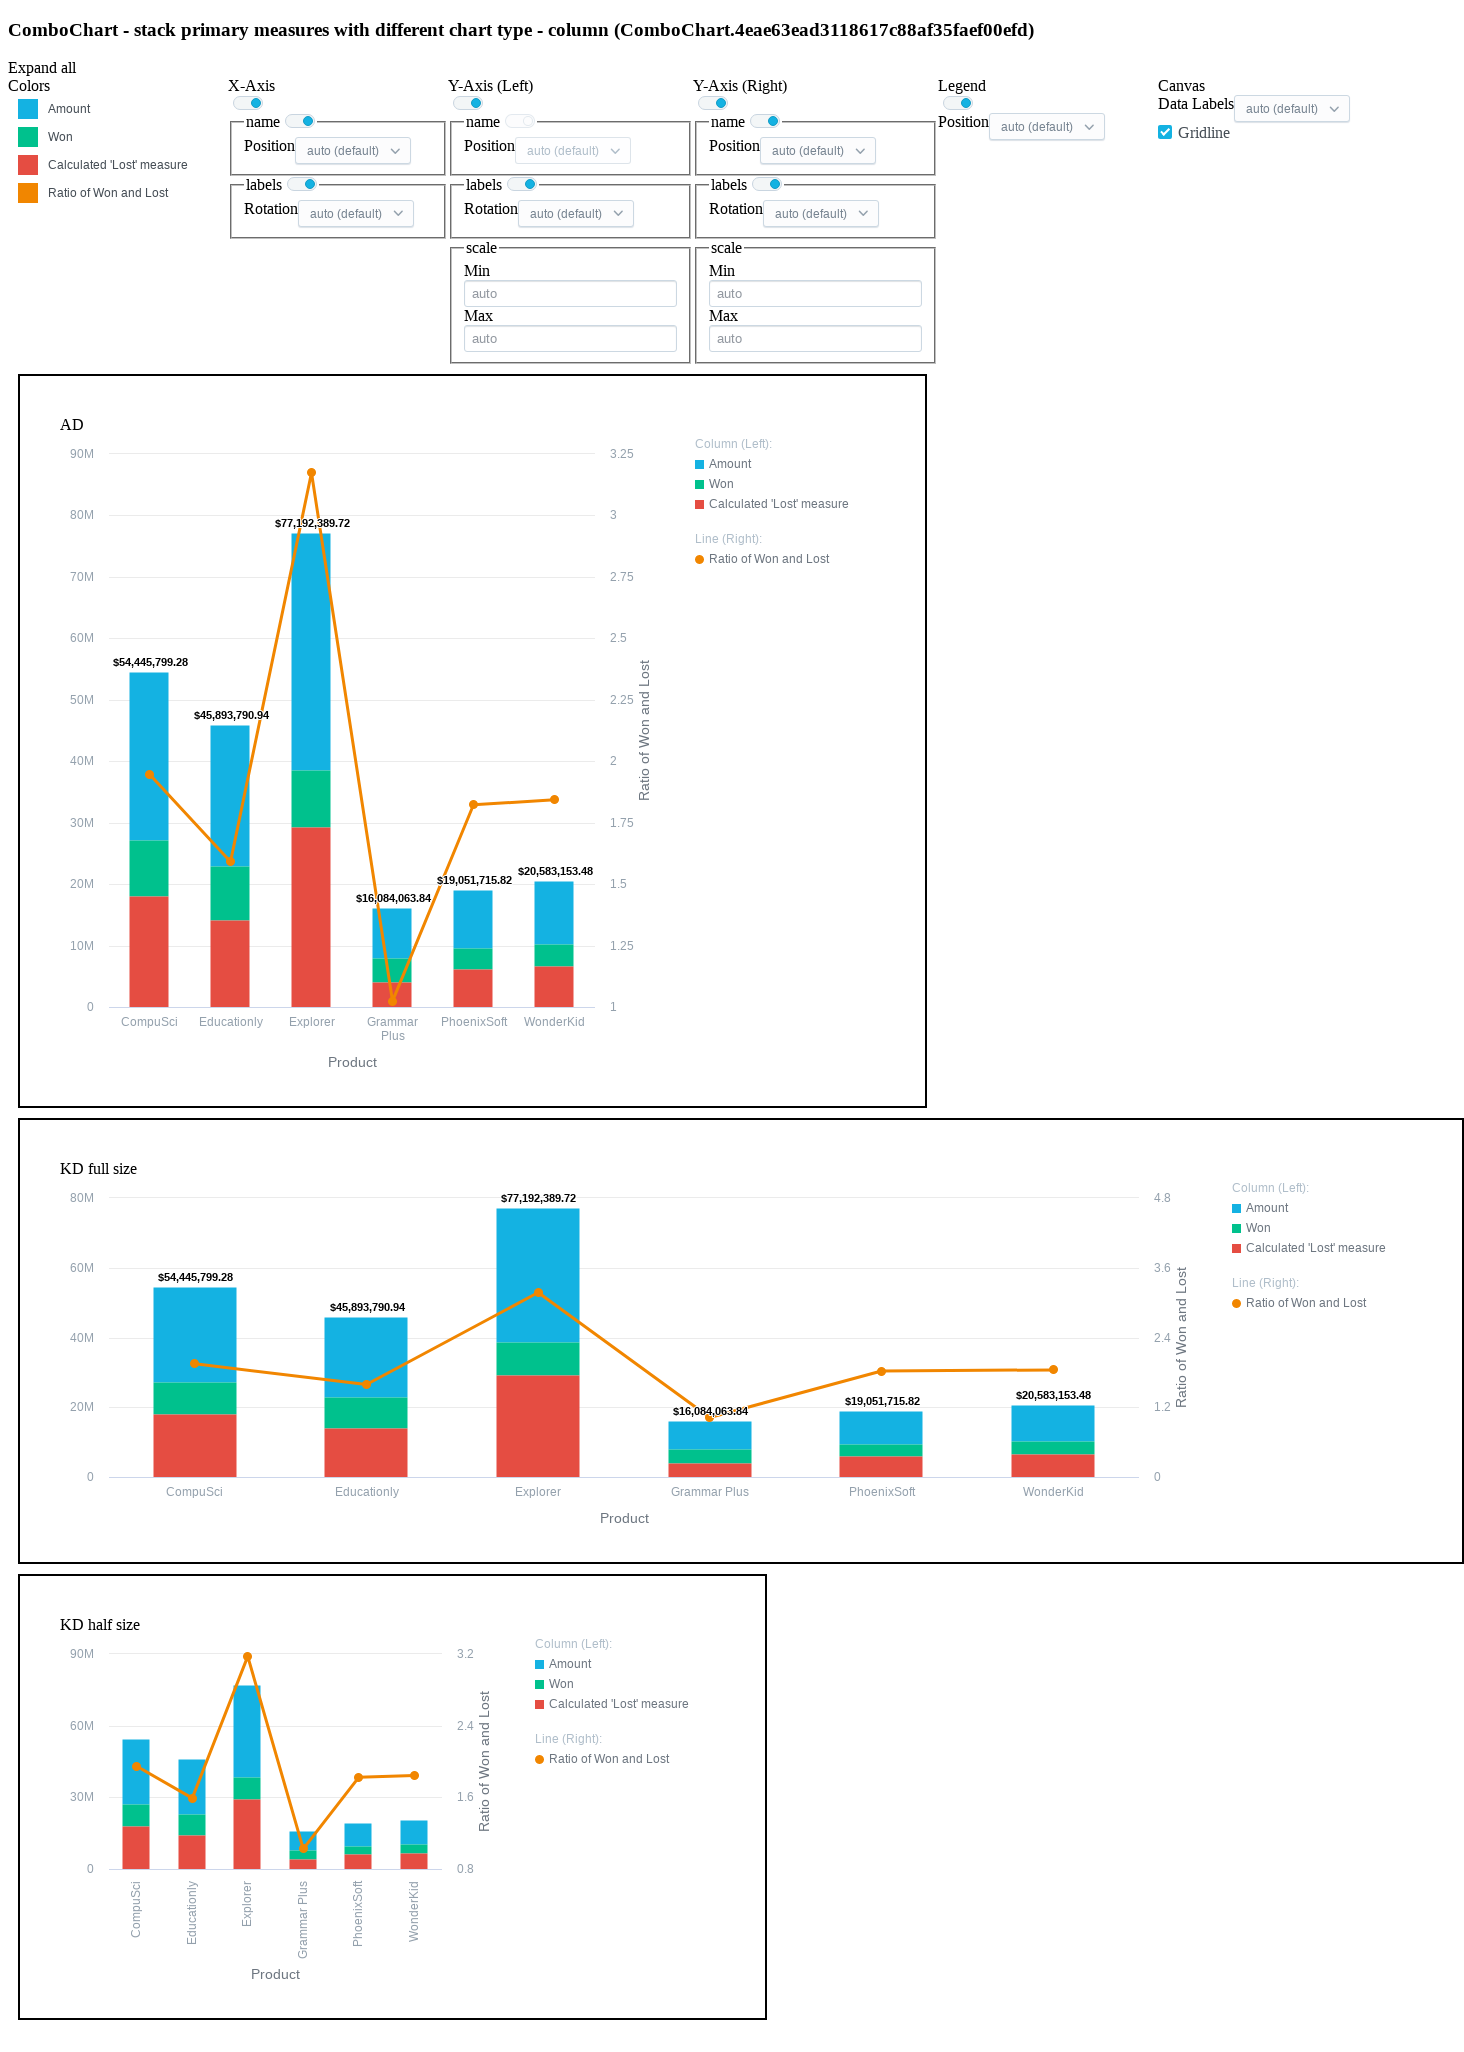 ComboChart - stack primary measures with different chart type - column (ComboChart.4eae63ead3118617c88af35faef00efd)
Expand all
Colors
Amount
Won
Calculated 'Lost' measure
Ratio of Won and Lost
X-Axis
name
Position auto (default)
labels
Rotation auto (default)
Y-Axis (Left)
name
Position auto (default)
labels
Rotation auto (default)
scale
Min
auto
Max
auto
Y-Axis (Right)
name
Position auto (default)
labels
Rotation auto (default)
scale
Min
auto
Max
auto
Legend
Position auto (default)
Canvas
Data Labels auto (default)
Gridline
AD
90M
80M
70M
60M
50M
40M
30M
20M
10M
0
$54,445,799.28
$45,893,790.94
$77,192,389.72
$16,084,063.84
$19,051,715.82
$20,583,153.48
CompuSci
Educationly
Explorer
Grammar
Plus
PhoenixSoft
WonderKid
Product
3.25
3
2.75
2.5
2.25
2
1.75
1.5
1.25
1
Ratio of Won and Lost
Column (Left):
Amount
Won
Calculated 'Lost' measure
Line (Right):
Ratio of Won and Lost
KD full size
80M
60M
40M
20M
0
$54,445,799.28
$45,893,790.94
$77,192,389.72
$16,084,063.84
$19,051,715.82
$20,583,153.48
CompuSci
Educationly
Explorer
Grammar Plus
PhoenixSoft
WonderKid
Product
4.8
3.6
2.4
1.2
0
Ratio of Won and Lost
Column (Left):
Amount
Won
Calculated 'Lost' measure
Line (Right):
Ratio of Won and Lost
KD half size
90M
60M
30M
0
CompuSci
Educationly
Explorer
Grammar Plus
PhoenixSoft
WonderKid
Product
3.2
2.4
1.6
0.8
Ratio of Won and Lost
Column (Left):
Amount
Won
Calculated 'Lost' measure
Line (Right):
Ratio of Won and Lost